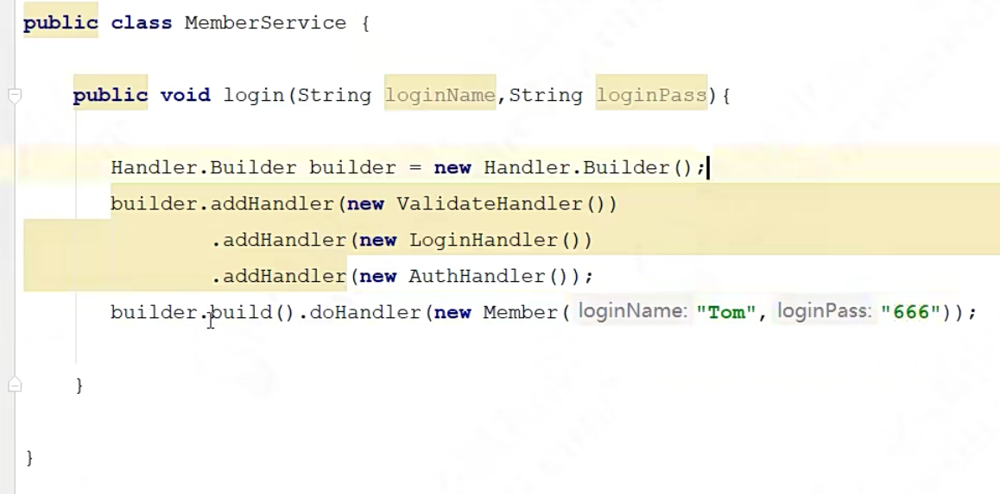 public class MemberService {
public void login(String loginName,String loginPass){
Handler.Builder builder = new Handler.Builder();
builder.addHandler(new ValidateHandler())
.addHandler(new LoginHandler())
.addHandler(new AuthHandler());
builder.build().doHandler(new Member( loginName: "Tom", loginPass: "666"));
}
}